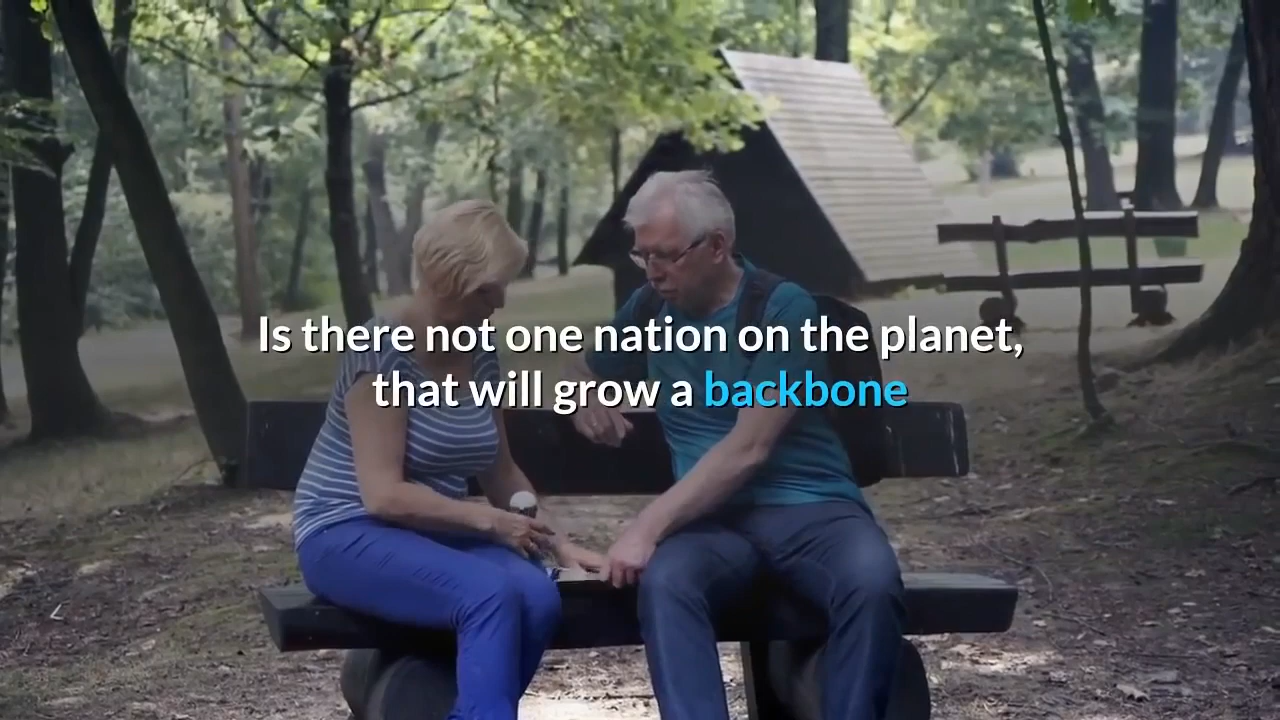 Is there not one nation on the planet,
that will grow a backbone